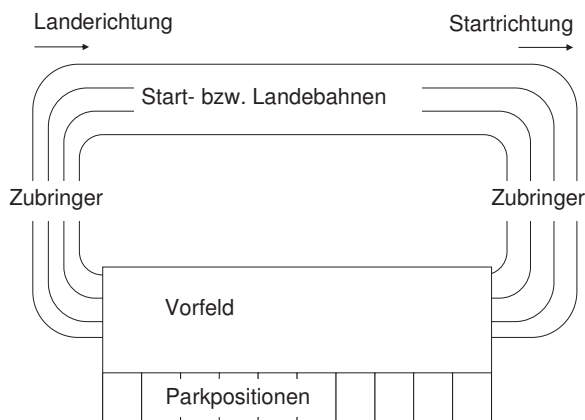 Landerichtung
Startrichtung
Start- bzw. Landebahnen
Zubringer
Zubringer
Vorfeld
Parkpositionen